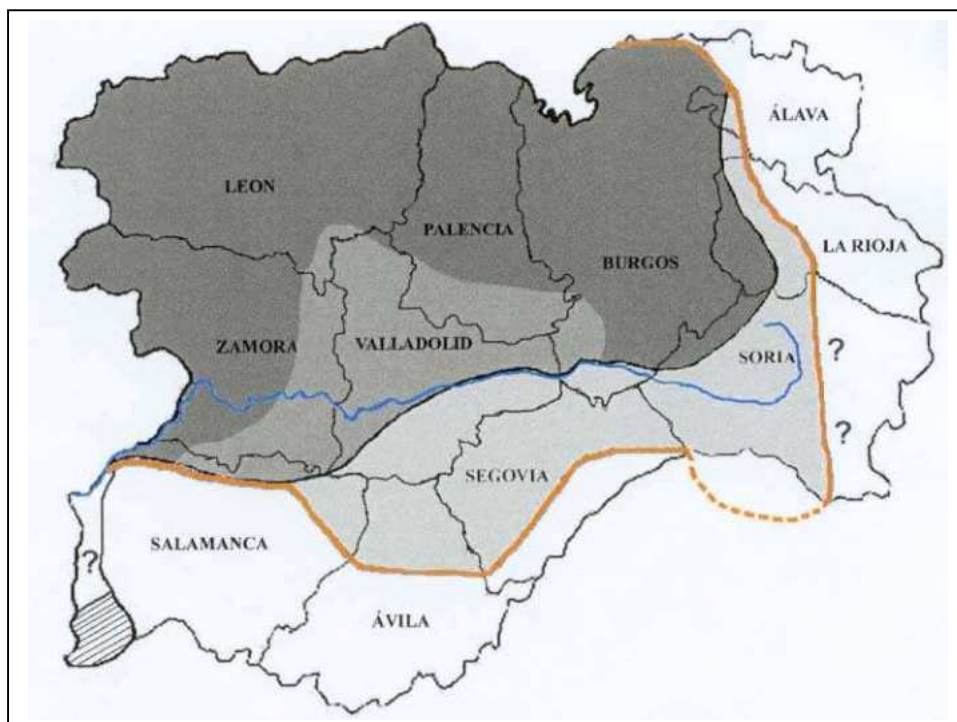 ÁLAVA
LEON
PALENCIA
LA RIOJA
BURGOS
ZAMORA
VALLADOLID
SORIA
?
?
SEGOVIA
SALAMANCA
?
ÁVILA